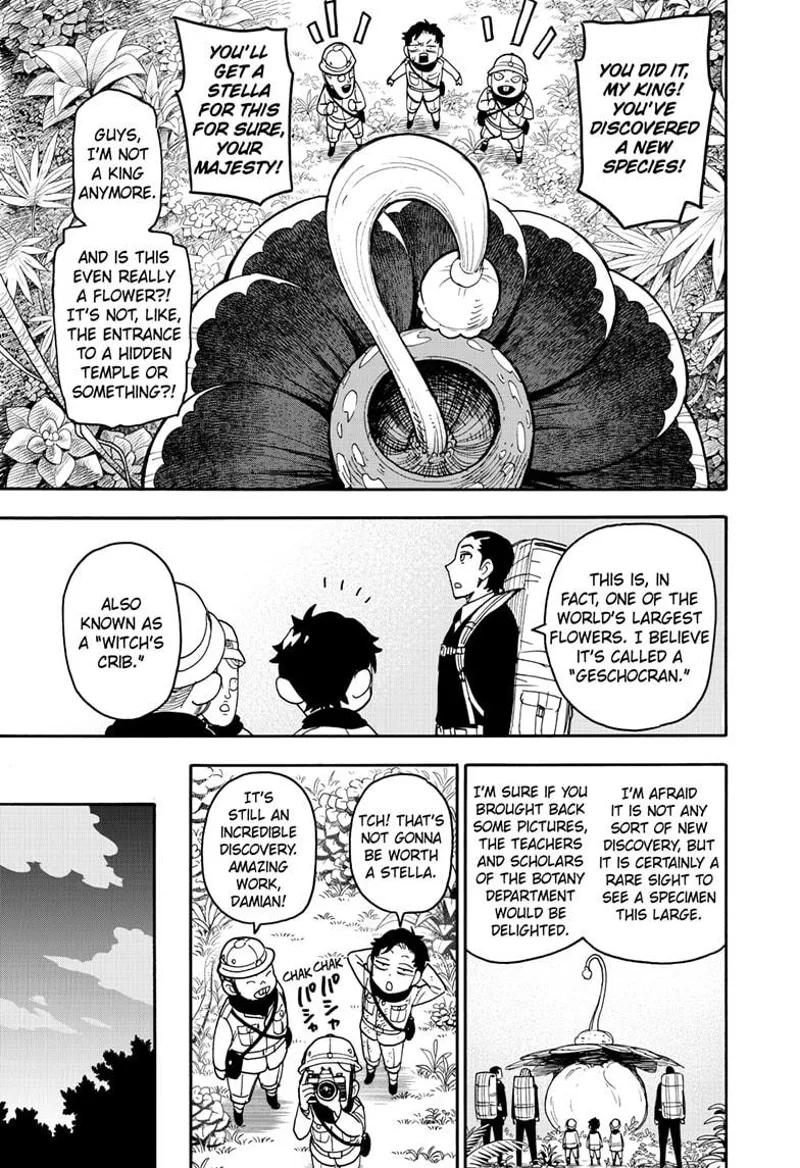 YOU DID IT,
MY KING!
YOU'VE
DISCOVERED
A NEW
SPECIES!
YOU'LL
GET A
STELLA
FOR THIS
FOR SURE,
YOUR
MAJESTY!
GUYS,
I'M NOT
A KING
ANYMORE.
AND IS THIS
EVEN REALLY
A FLOWER?!
IT'S NOT, LIKE,
THE ENTRANCE
TO A HIDDEN
TEMPLE OR
SOMETHING?!
THIS IS, IN
FACT, ONE OF THE
WORLD'S LARGEST
FLOWERS. I BELIEVE
IT'S CALLED A
"GESCHOCRAN."
ALSO
KNOWN AS
A "WITCH'S
CRIB."
I'M AFRAID
IT IS NOT ANY
SORT OF NEW
DISCOVERY, BUT
IT IS CERTAINLY A
RARE SIGHT TO
SEE A SPECIMEN
THIS LARGE.
I'M SURE IF YOU
BROUGHT BACK
SOME PICTURES,
THE TEACHERS
AND SCHOLARS
OF THE BOTANY
DEPARTMENT
WOULD BE
DELIGHTED.
TCH! THAT'S
NOT GONNA
BE WORTH
A STELLA.
IT'S
STILL AN
INCREDIBLE
DISCOVERY.
AMAZING
WORK,
DAMIAN!
CHAK CHAK
パシャ
パシャ